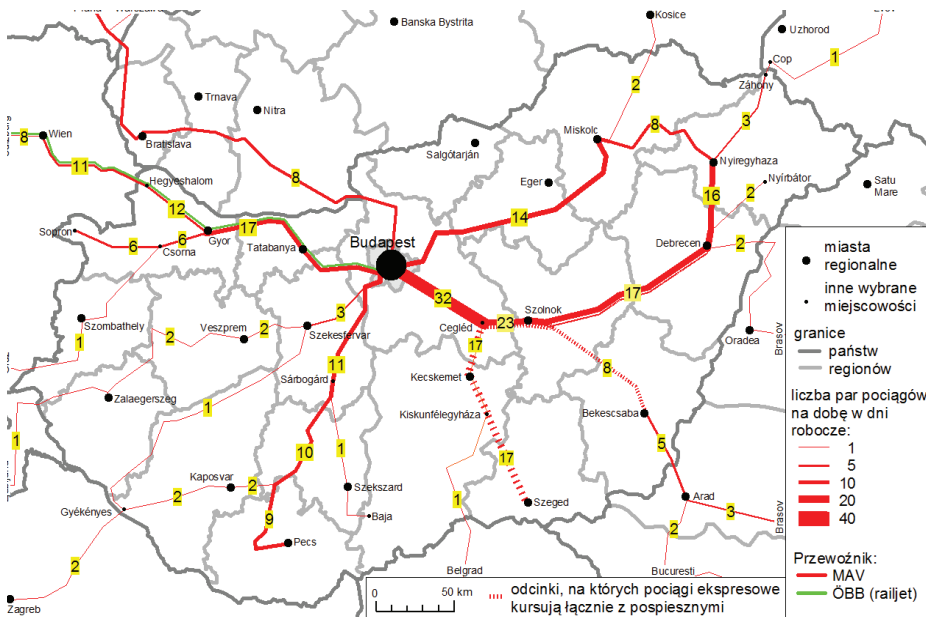 Banska Bystrita
Kosice
Uzhorod
Cop
1
Záhony
Trnava
Nitra
2
8
Wien
Bratislava
Miskolc
8
3
11
Salgótarján
Nyiregyhaza
Hegyeshalom
8
Eger
16
2
Nyírbátor
Satu
Mare
12
14
Sopron
17
6
6
Gyor
Csorna
Tatabanya
Budapest
Debrecen
2
32
17
Szolnok
3
Szombathely
Veszprem
2
2
Szekesfervar
Cegléd
23
Oradea
Brasov
1
17
11
8
Kecskemet
Sárbogárd
Zalaegerszeg
1
Kiskunfélegyháza
Bekescsaba
1
10
1
17
5
Kaposvar
2
2
Szekszard
Szeged
Arad
Gyékényes
9
Baja
1
3
Brasov
Pecs
2
2
Belgrad
Bucuresti
Zagreb
0 50 km
odcinki, na których pociągi ekspresowe
kursują łącznie z pospiesznymi
miasta
regionalne
inne wybrane
miejscowości
granice
państw
regionów
liczba par pociągów
na dobę w dni
robocze:
1
5
10
20
40
Przewoźnik:
MAV
ÖBB (railjet)